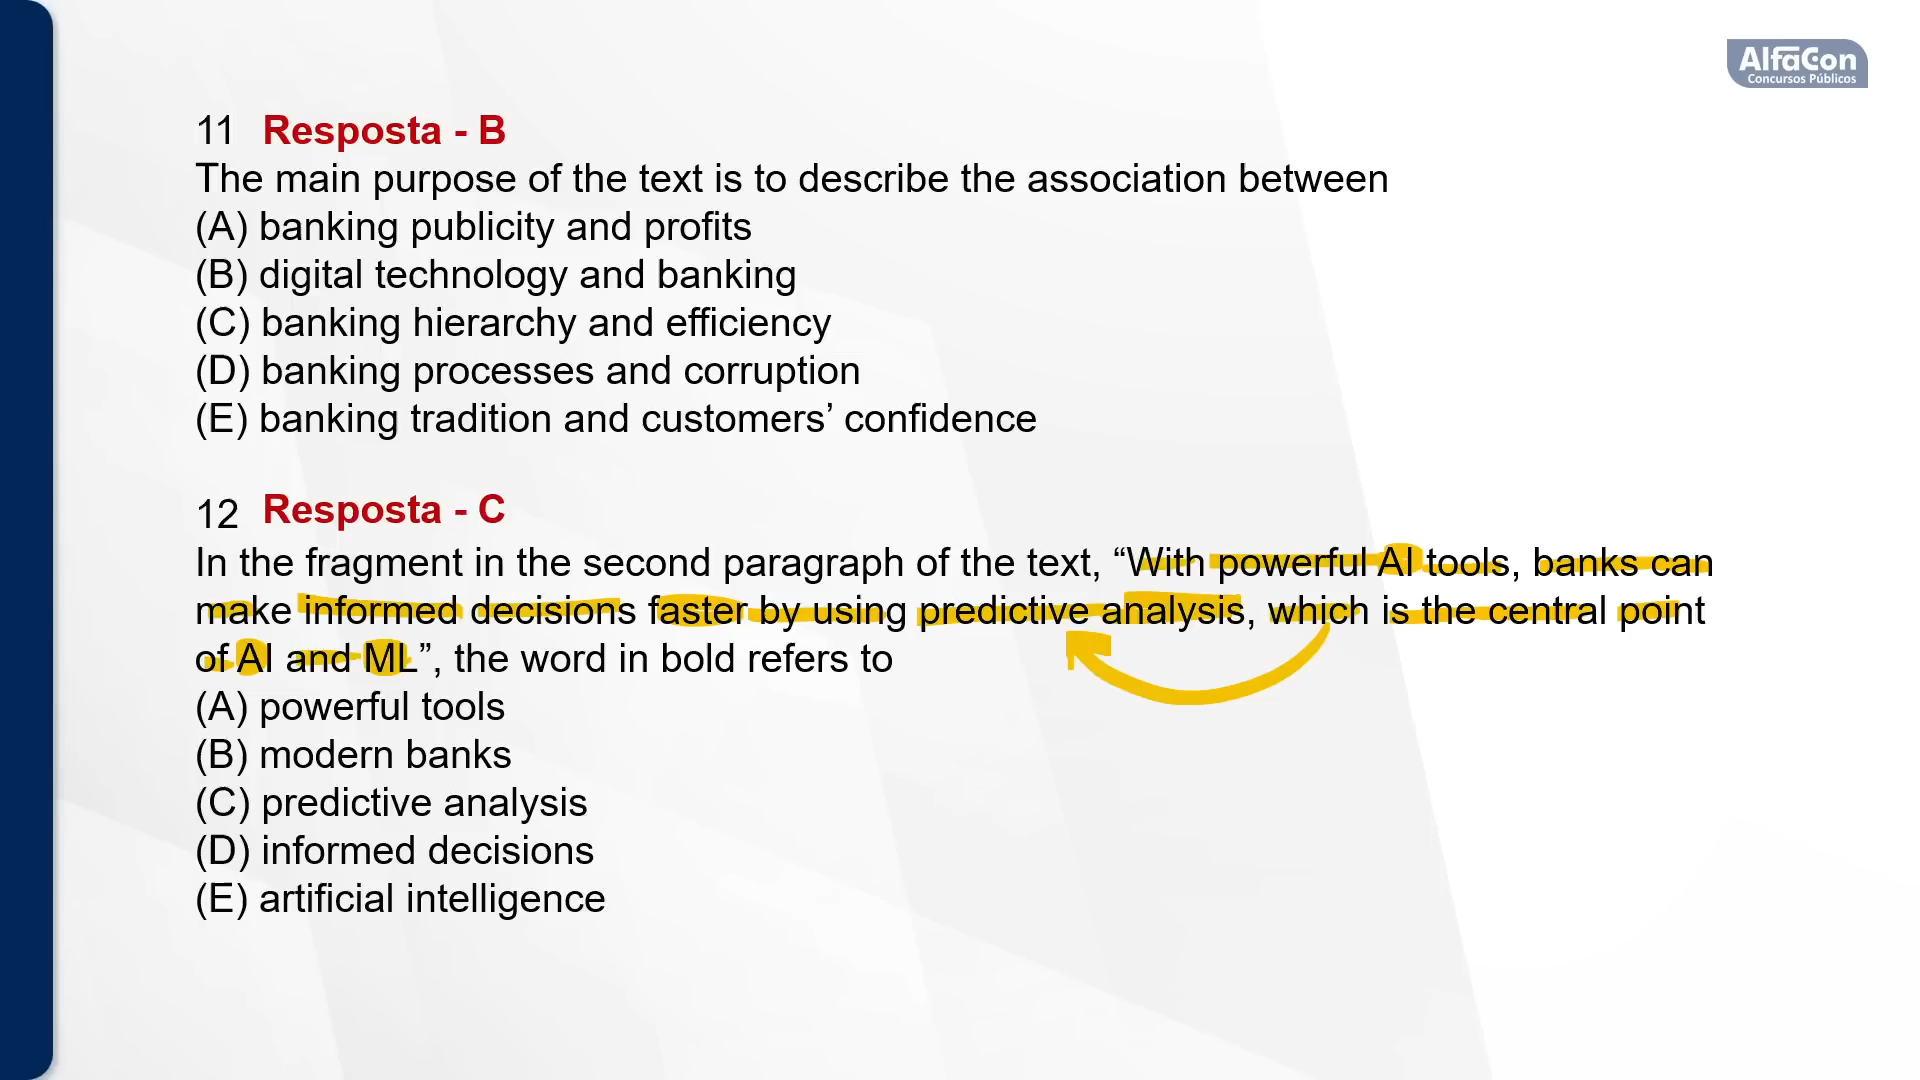 AlfaCon
Concursos Públicos
11 Resposta - B
The main purpose of the text is to describe the association between
(A) banking publicity and profits
(B) digital technology and banking
(C) banking hierarchy and efficiency
(D) banking processes and corruption
(E) banking tradition and customers’ confidence
12 Resposta - C
In the fragment in the second paragraph of the text, “With powerful AI tools, banks can
make informed decisions faster by using predictive analysis, which is the central point
of AI and ML”, the word in bold refers to
(A) powerful tools
(B) modern banks
(C) predictive analysis
(D) informed decisions
(E) artificial intelligence